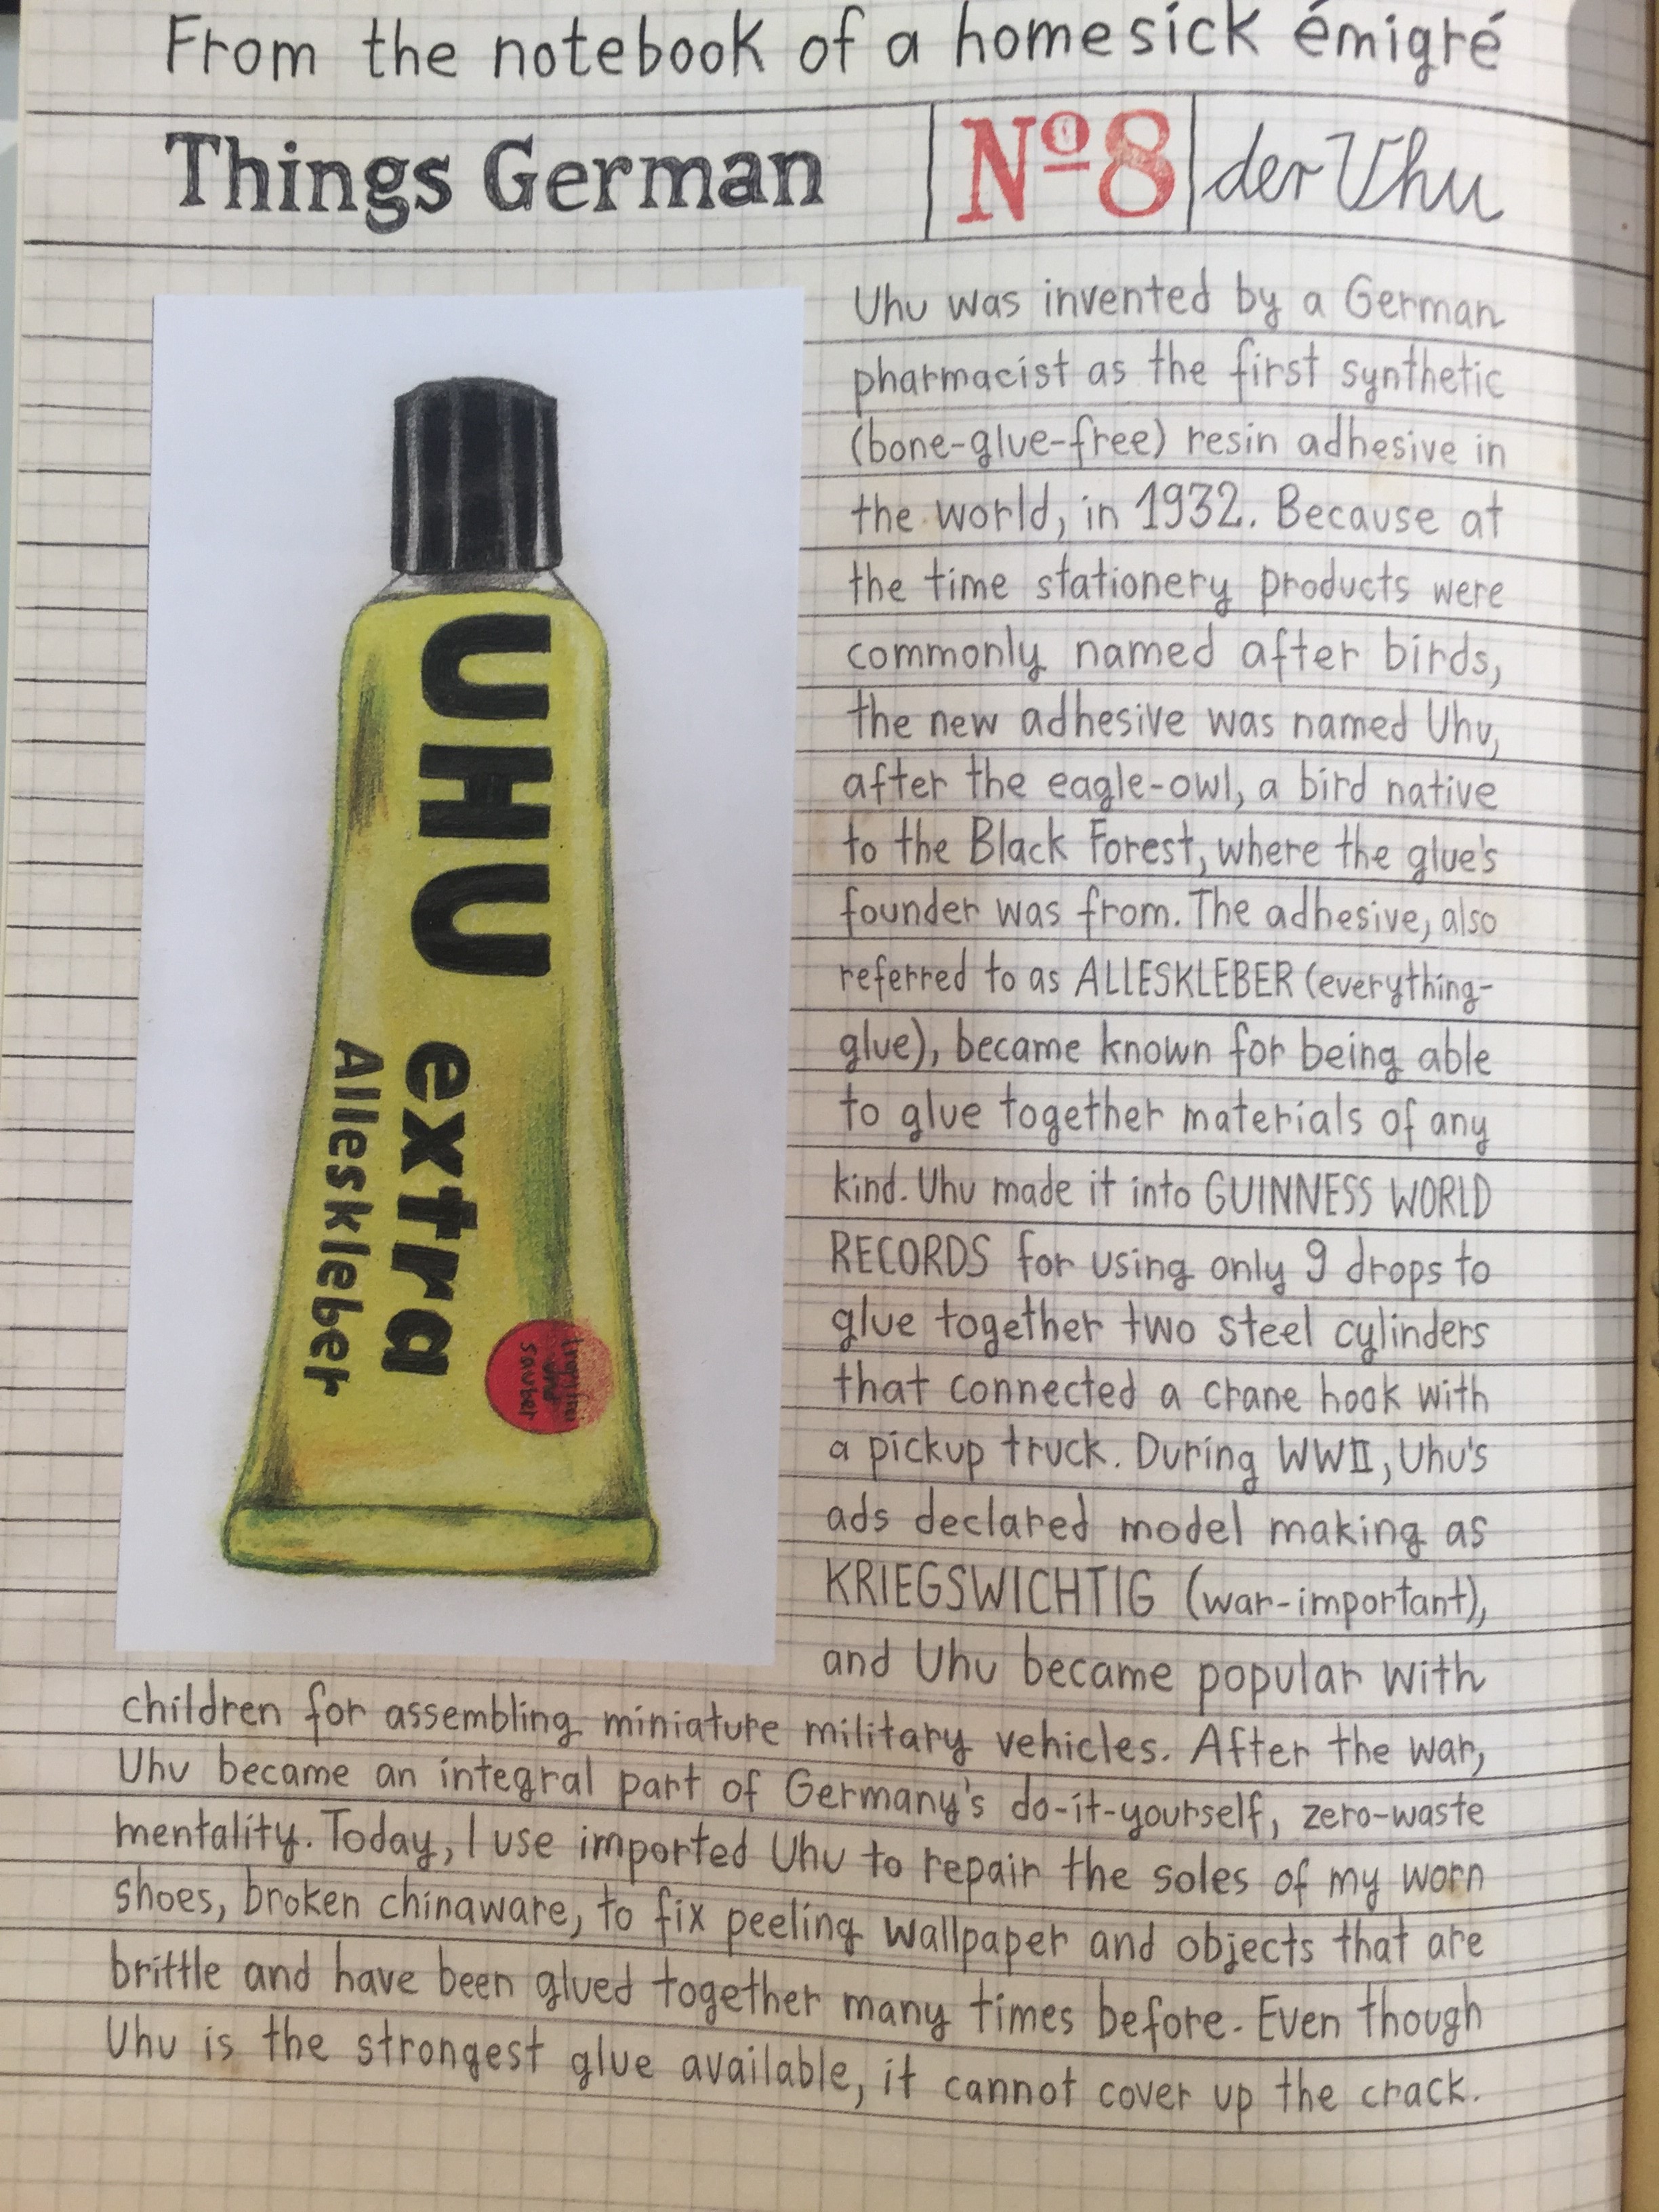 From the notebook of a homesick émigré
Things German
Nº8
der Uhu
UHU
extra
Alleskleber
und
sauber
Uhu was invented by a German
pharmacist as the first synthetic
(bone-glue-free) resin adhesive in
the world, in 1932. Because at
the time stationery products were
commonly named after birds,
the new adhesive was named Uhu,
after the eagle-owl, a bird native
to the Black Forest, where the glue's
founder was from. The adhesive, also
referred to as ALLESKLEBER (everything-
glue), became known for being able
to glue together materials of any
kind. Uhu made it into GUINNESS WORLD
RECORDS for using only 9 drops to
glue together two steel cylinders
that connected a crane hook with
a pickup truck. During WWII, Uhu's
ads declared model making as
KRIEGSWICHTIG (war-important),
and Uhu became popular with
children for assembling miniature military vehicles. After the war,
Uhu became an integral part of Germany's do-it-yourself, zero-waste
mentality. Today, I use imported Uhu to repair the soles of my worn
shoes, broken chinaware, to fix peeling wallpaper and objects that are
brittle and have been glued together many times before. Even though
Uhu is the strongest glue available, it cannot cover up the crack.